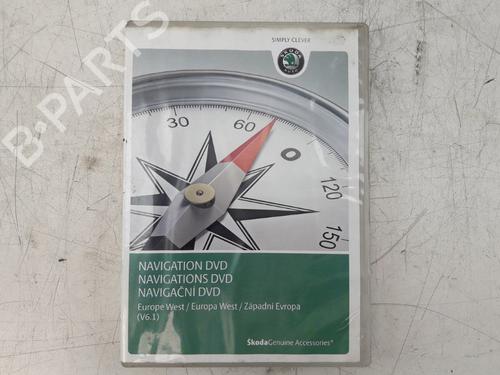 SIMPLY CLEVER
ŠKODA
AUTO
30
60
O
120
150
NAVIGATION DVD
NAVIGATIONS DVD
NAVIGAČNÍ DVD
Europe West / Europa West / Západní Evropa
(V6.1)
ŠkodaGenuine Accessories®
B-PARTS